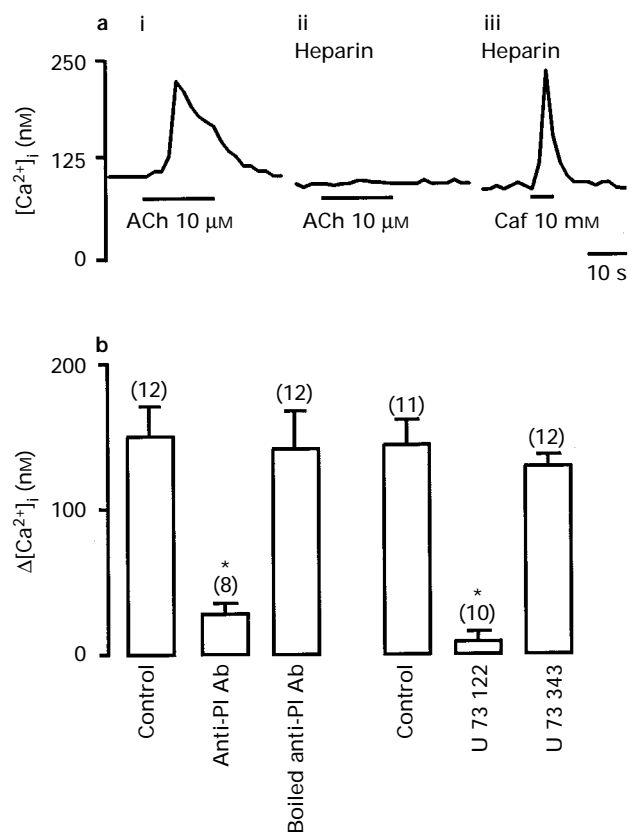 a
i
ii
Heparin
iii
Heparin
250
125
0
[Ca²⁺]ᵢ (nM)
ACh 10 µM
ACh 10 µM
Caf 10 mM
10 s
b
200
100
0
Δ[Ca²⁺]ᵢ (nM)
(12)
*
(8)
(12)
(11)
*
(10)
(12)
Control
Anti-PI Ab
Boiled anti-PI Ab
Control
U 73 122
U 73 343